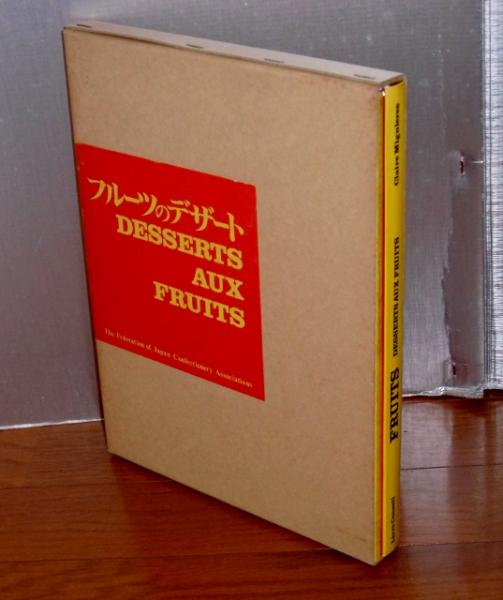 フルーツのデザート
DESSERTS
AUX
FRUITS
The Federation of Japan Confectionery Associations
Claire Mignieres
DESSERTS AUX FRUITS
FRUITS